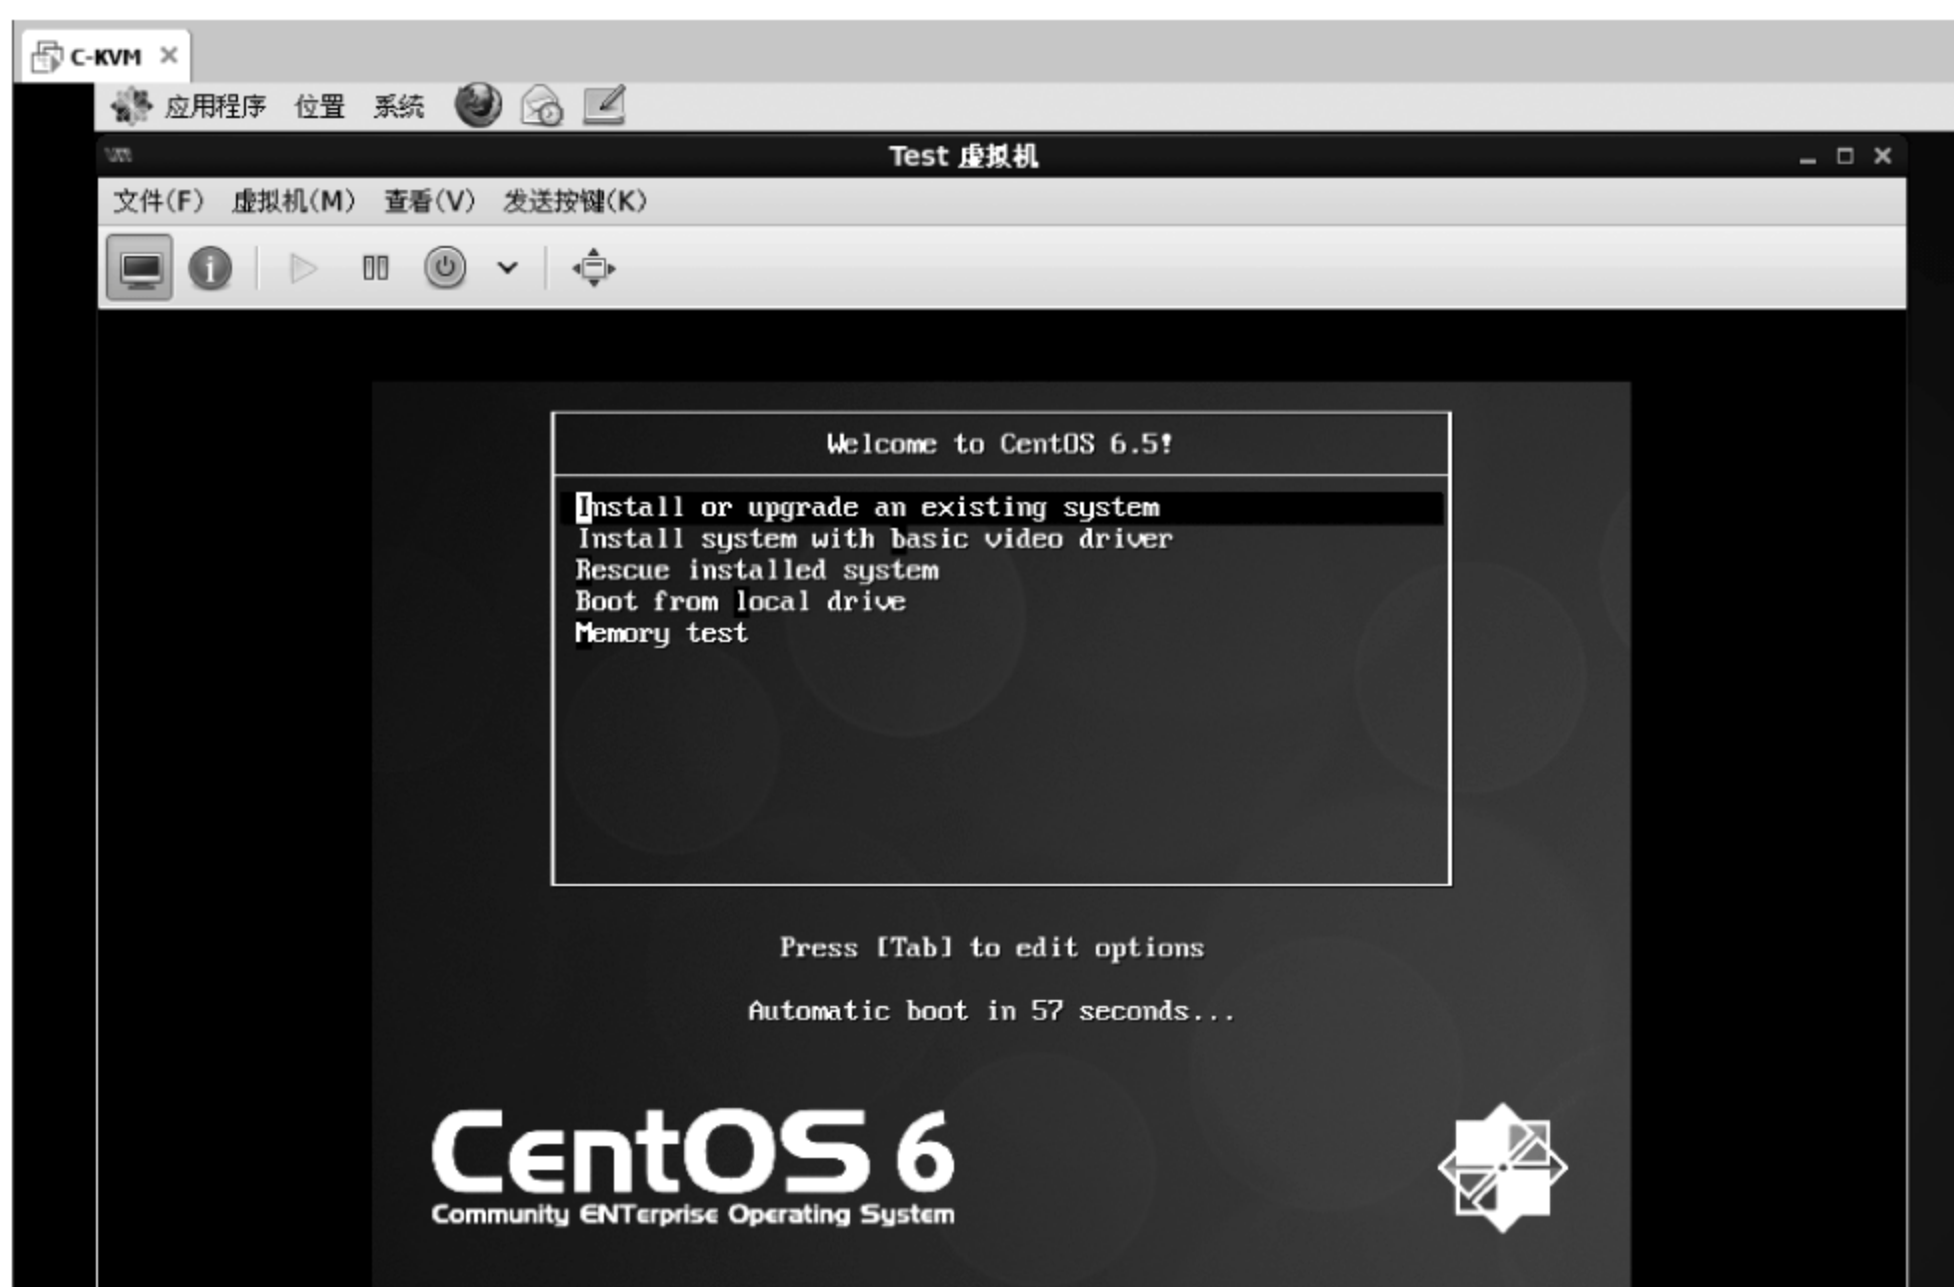 C-KVM
应用程序 位置 系统
Test 虚拟机
文件(F) 虚拟机(M) 查看(V) 发送按键(K)
Welcome to CentOS 6.5!
Install or upgrade an existing system
Install system with basic video driver
Rescue installed system
Boot from local drive
Memory test
Press [Tab] to edit options
Automatic boot in 57 seconds...
CentOS 6
Community ENTerprise Operating System